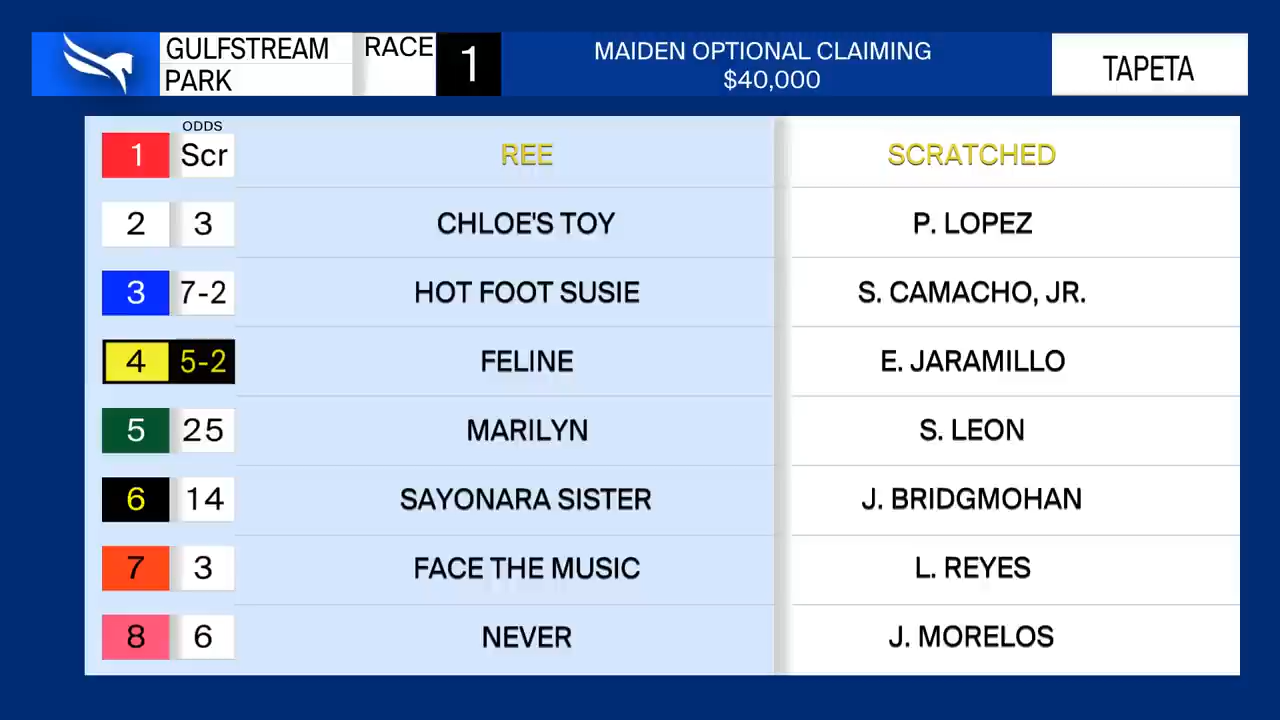 GULFSTREAM
PARK
RACE
1
MAIDEN OPTIONAL CLAIMING
$40,000
TAPETA
ODDS
1 Scr REE SCRATCHED
2 3 CHLOE'S TOY P. LOPEZ
3 7-2 HOT FOOT SUSIE S. CAMACHO, JR.
4 5-2 FELINE E. JARAMILLO
5 25 MARILYN S. LEON
6 14 SAYONARA SISTER J. BRIDGMOHAN
7 3 FACE THE MUSIC L. REYES
8 6 NEVER J. MORELOS